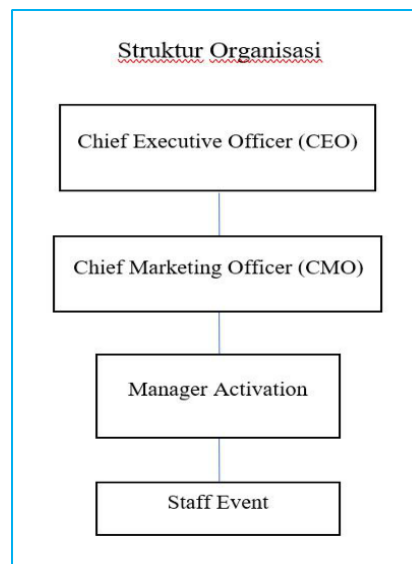 Struktur Organisasi
Chief Executive Officer (CEO)
Chief Marketing Officer (CMO)
Manager Activation
Staff Event